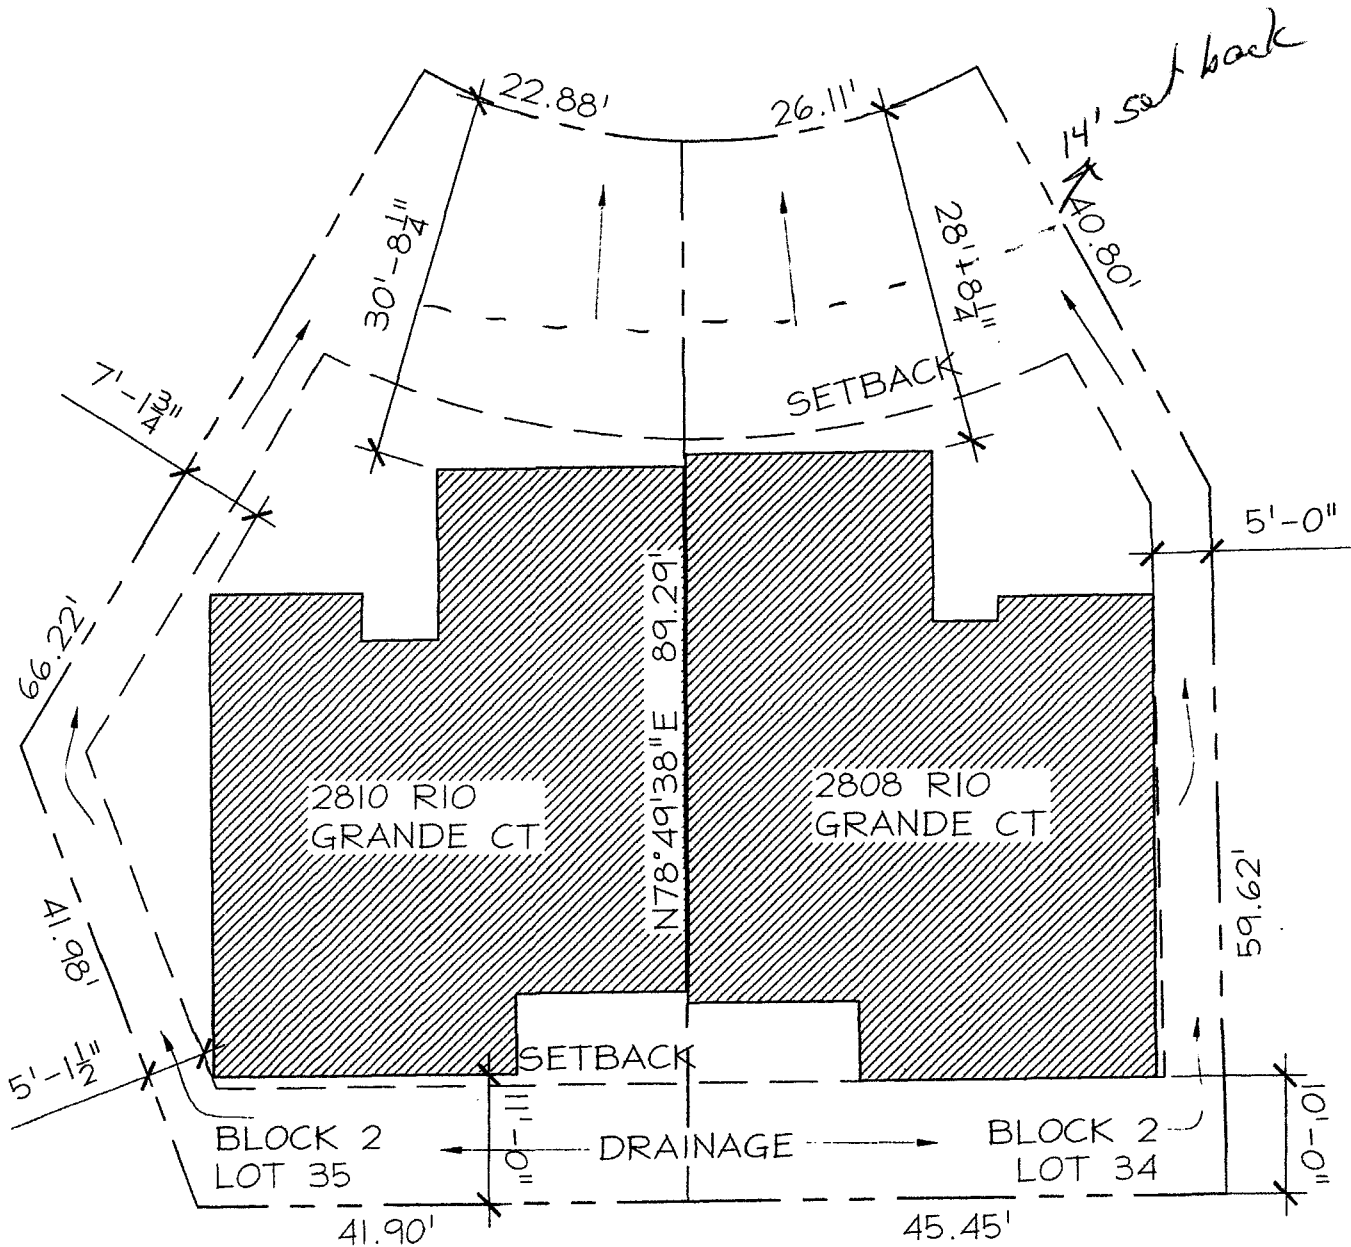 14' set back
22.88'
26.11'
30'-8 1/4"
28'+8 1/4"
40.80'
7'-1 3/4"
SETBACK
5'-0"
66.22'
N78°49'38"E 89.29'
2810 RIO
GRANDE CT
2808 RIO
GRANDE CT
41.98'
59.62'
5'-1 1/2"
SETBACK
11'-0"
10'-0"
BLOCK 2
LOT 35
DRAINAGE
BLOCK 2
LOT 34
41.90'
45.45'